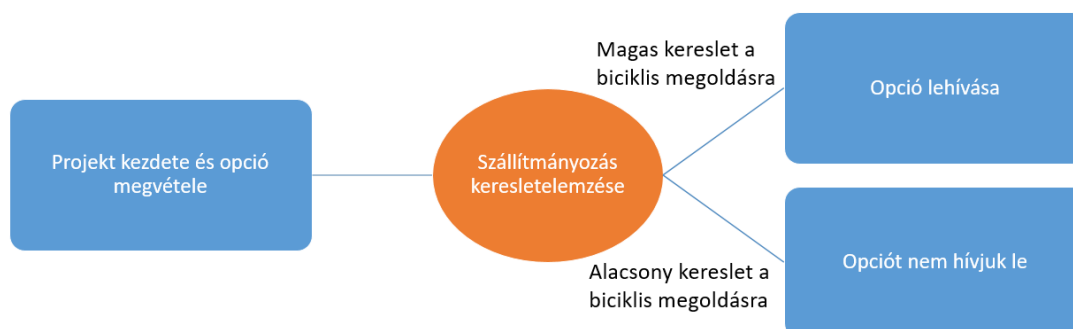 Projekt kezdete és opció
megvétele
Szállítmányozás
keresletelemzése
Magas kereslet a
biciklis megoldásra
Opció lehívása
Alacsony kereslet a
biciklis megoldásra
Opciót nem hívjuk le